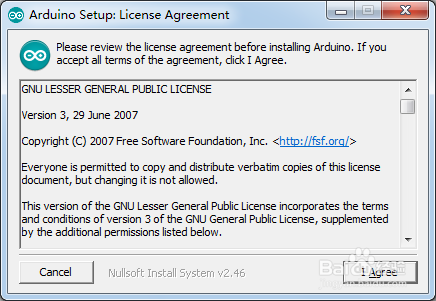 Arduino Setup: License Agreement
Please review the license agreement before installing Arduino. If you
accept all terms of the agreement, click I Agree.
GNU LESSER GENERAL PUBLIC LICENSE
Version 3, 29 June 2007
Copyright (C) 2007 Free Software Foundation, Inc. <http://fsf.org/>
Everyone is permitted to copy and distribute verbatim copies of this license
document, but changing it is not allowed.
This version of the GNU Lesser General Public License incorporates the terms
and conditions of version 3 of the GNU General Public License, supplemented
by the additional permissions listed below.
Cancel
Nullsoft Install System v2.46
I Agree